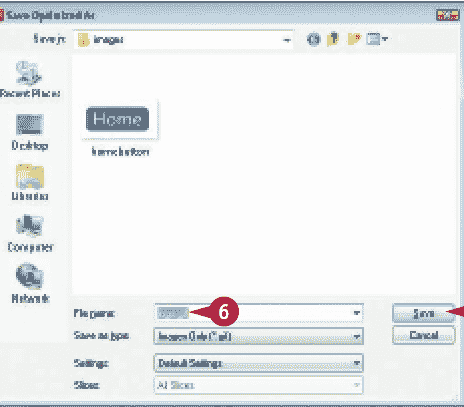 Save Optimized As
Save in: images
Recent Places
Home
homebutton
Desktop
Libraries
Computer
Network
File name: 6 Save
Save as type: Images Only (*.gif) Cancel
Settings: Default Settings
Slices: All Slices